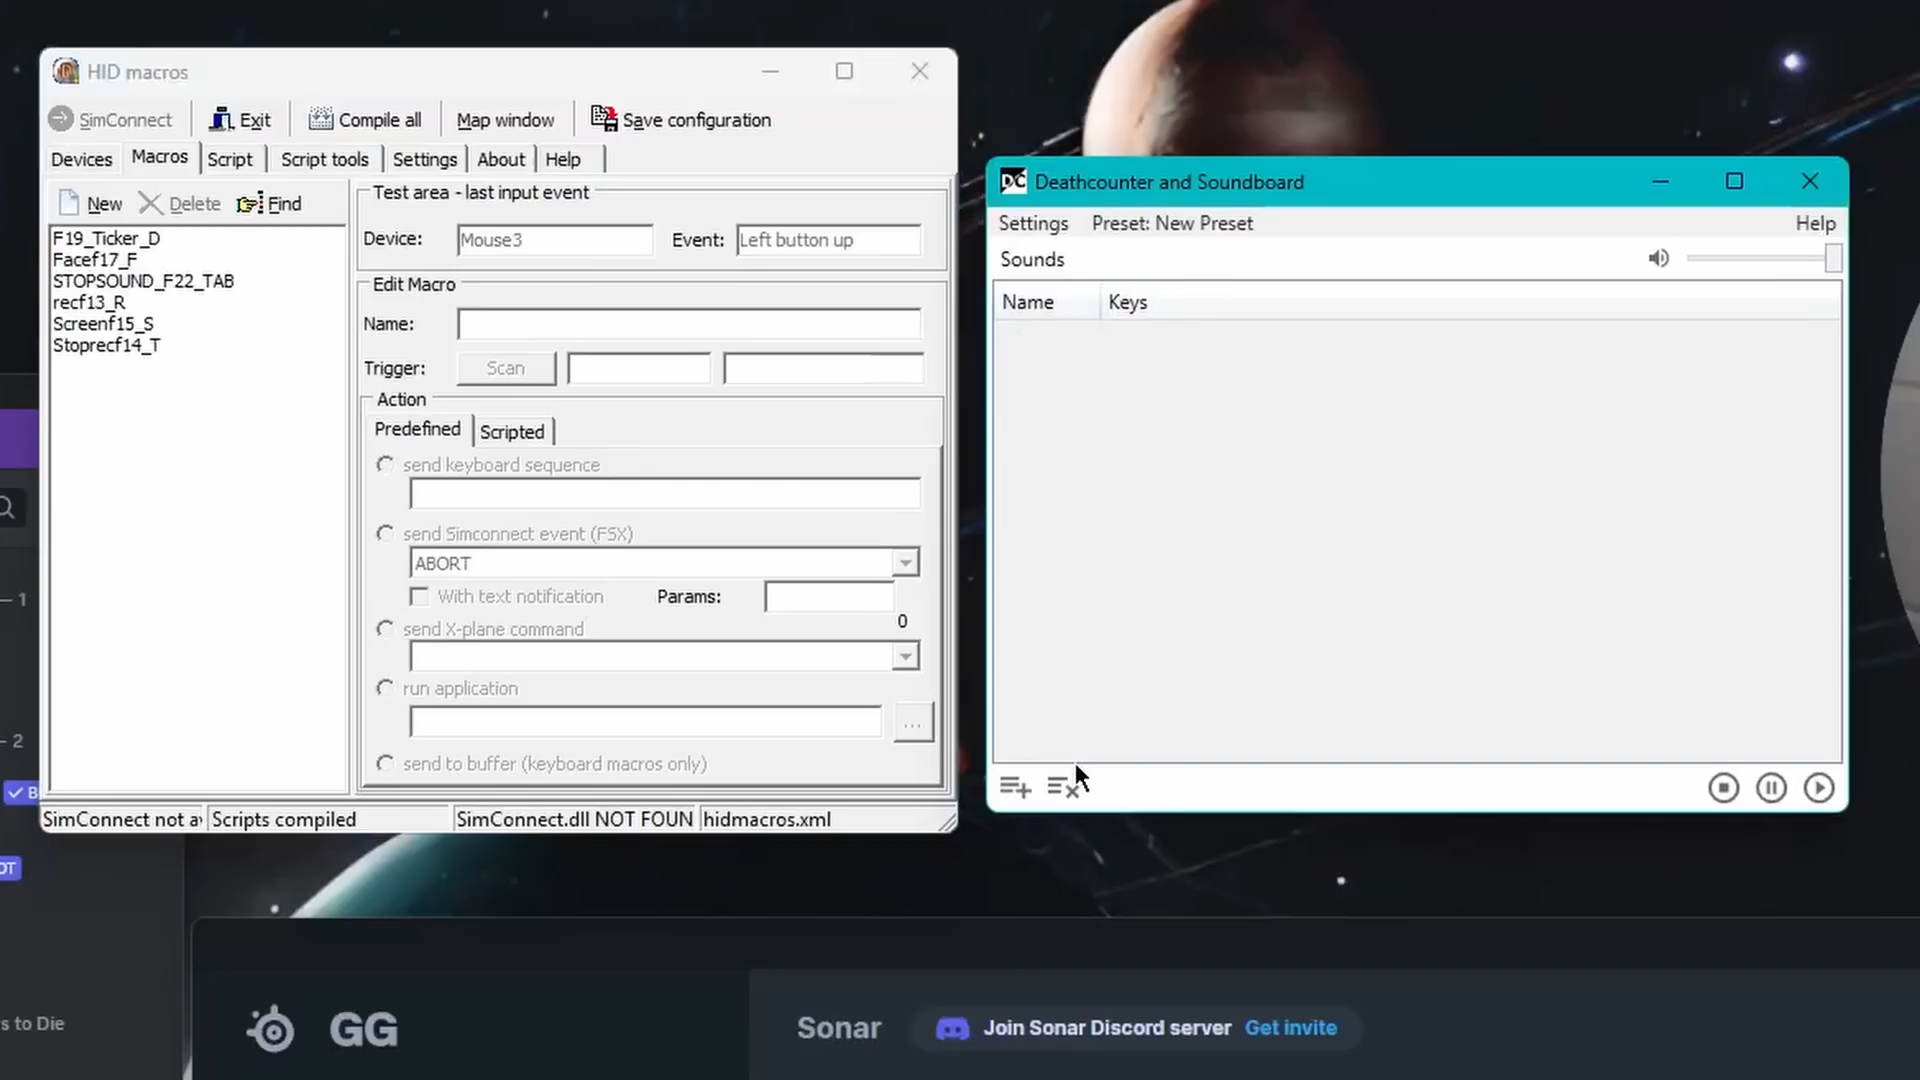 HID macros
SimConnect
Exit
Compile all
Map window
Save configuration
Devices
Macros
Script
Script tools
Settings
About
Help
New
Delete
Find
F19_Ticker_D
Facef17_F
STOPSOUND_F22_TAB
recf13_R
Screenf15_S
Stoprecf14_T
Test area - last input event
Device:
Mouse3
Event:
Left button up
Edit Macro
Name:
Trigger:
Scan
Action
Predefined
Scripted
send keyboard sequence
send Simconnect event (FSX)
ABORT
With text notification
Params:
0
send X-plane command
run application
...
send to buffer (keyboard macros only)
SimConnect not a
Scripts compiled
SimConnect.dll NOT FOUN
hidmacros.xml
DC
Deathcounter and Soundboard
Settings
Preset: New Preset
Help
Sounds
Name
Keys
– 1
– 2
B
OT
s to Die
GG
Sonar
Join Sonar Discord server
Get invite